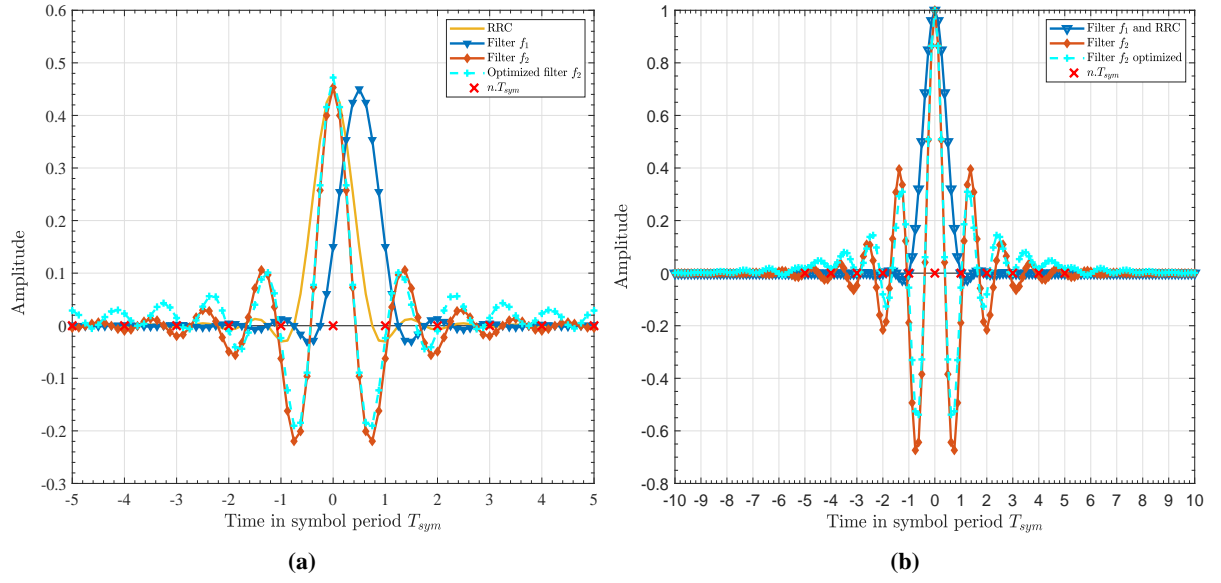 0.6
0.5
0.4
0.3
0.2
0.1
0
-0.1
-0.2
-0.3
Amplitude
RRC
Filter f1
Filter f2
Optimized filter f2
n.Tsym
-5 -4 -3 -2 -1 0 1 2 3 4 5
Time in symbol period Tsym
(a)
1
0.8
0.6
0.4
0.2
0
-0.2
-0.4
-0.6
-0.8
Amplitude
Filter f1 and RRC
Filter f2
Filter f2 optimized
n.Tsym
-10 -9 -8 -7 -6 -5 -4 -3 -2 -1 0 1 2 3 4 5 6 7 8 9 10
Time in symbol period Tsym
(b)